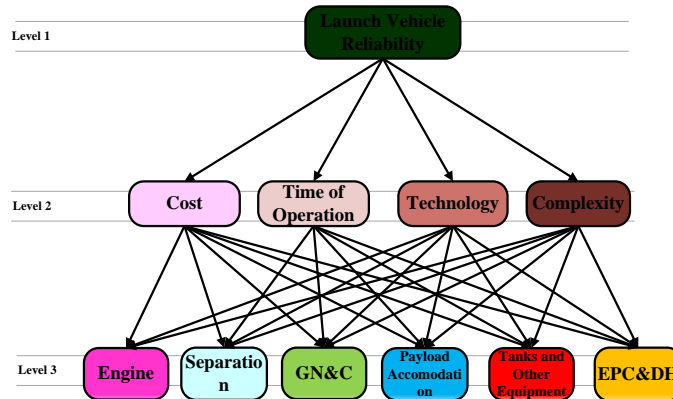 Level 1
Launch Vehicle
Reliability
Level 2
Cost
Time of
Operation
Technology
Complexity
Level 3
Engine
Separatio
n
GN&C
Payload
Accomodati
on
Tanks and
Other
Equipment
EPC&DH